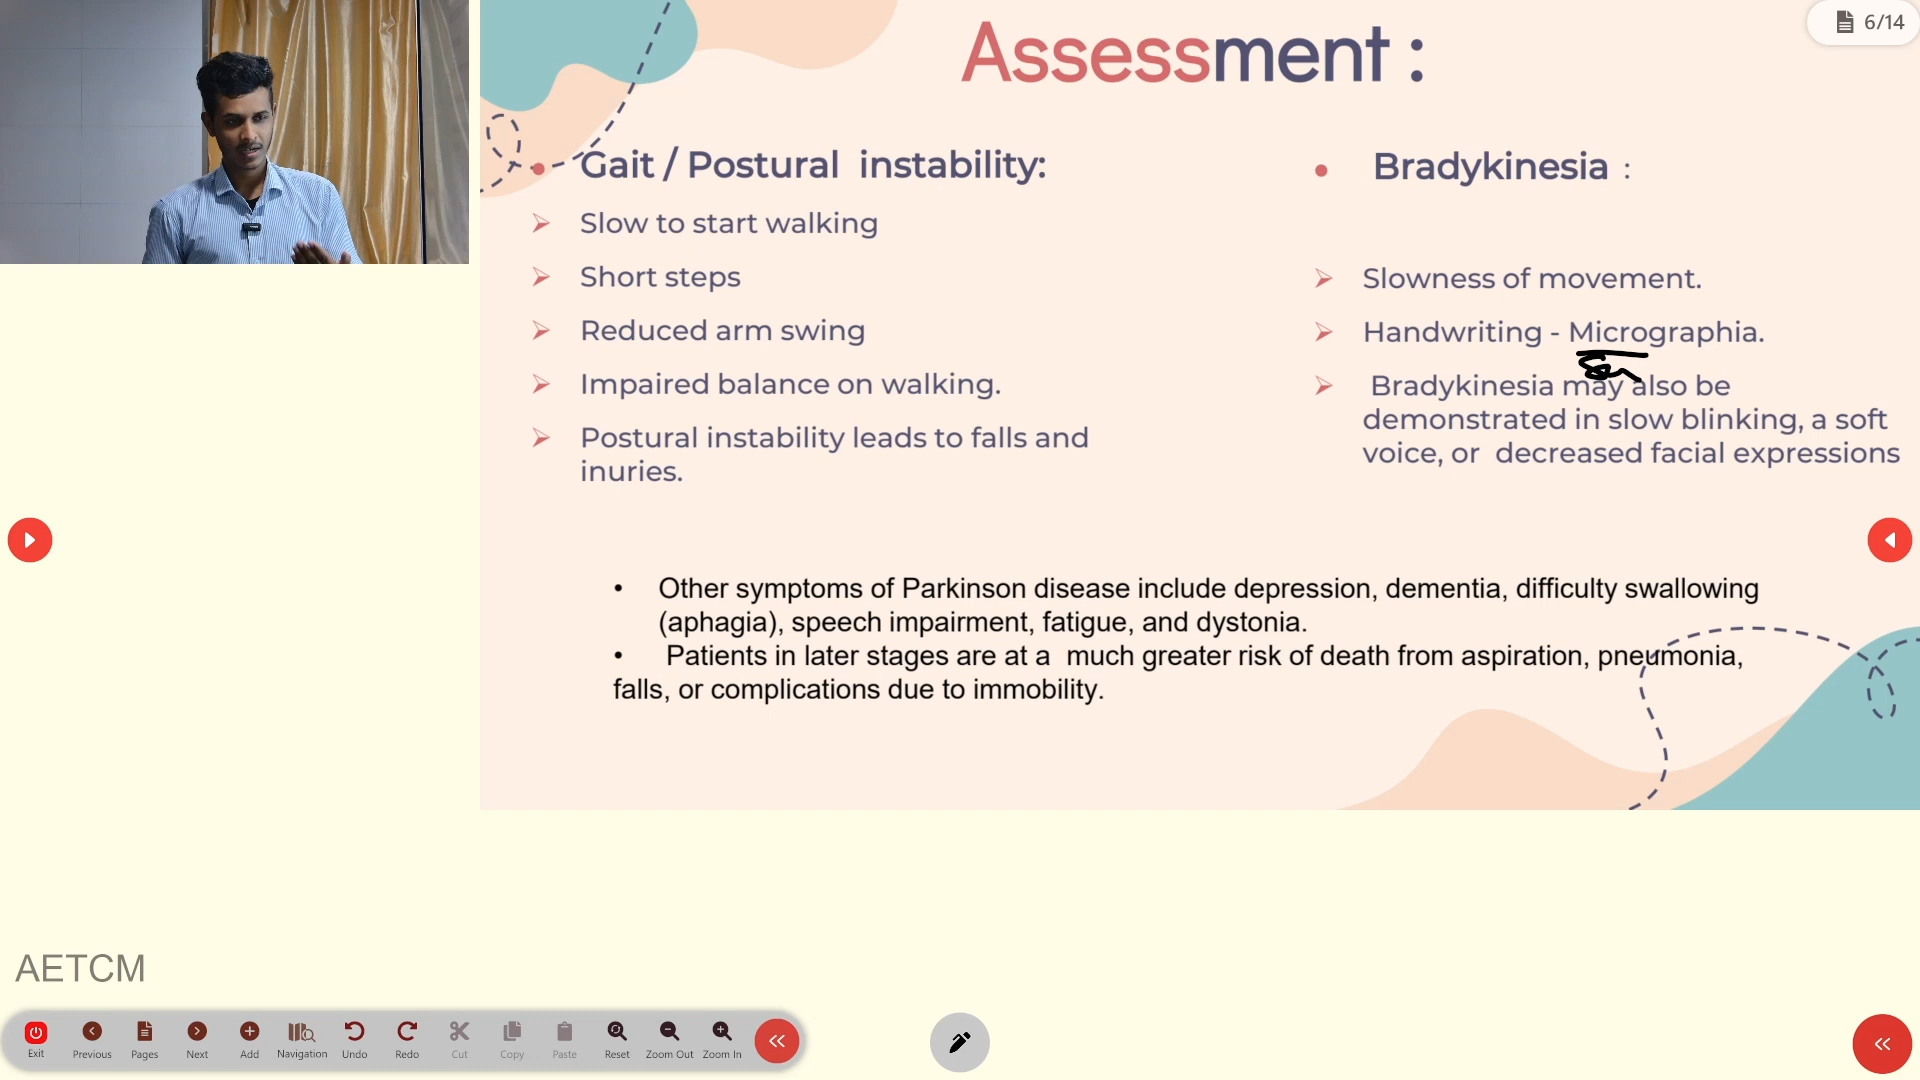 6/14
Assessment :
Gait / Postural instability:
Slow to start walking
Short steps
Reduced arm swing
Impaired balance on walking.
Postural instability leads to falls and
inuries.
Bradykinesia :
Slowness of movement.
Handwriting - Micrographia.
Bradykinesia may also be
demonstrated in slow blinking, a soft
voice, or decreased facial expressions
• Other symptoms of Parkinson disease include depression, dementia, difficulty swallowing
(aphagia), speech impairment, fatigue, and dystonia.
• Patients in later stages are at a much greater risk of death from aspiration, pneumonia,
falls, or complications due to immobility.
AETCM
Exit Previous Pages Next Add Navigation Undo Redo Cut Copy Paste Reset Zoom Out Zoom In